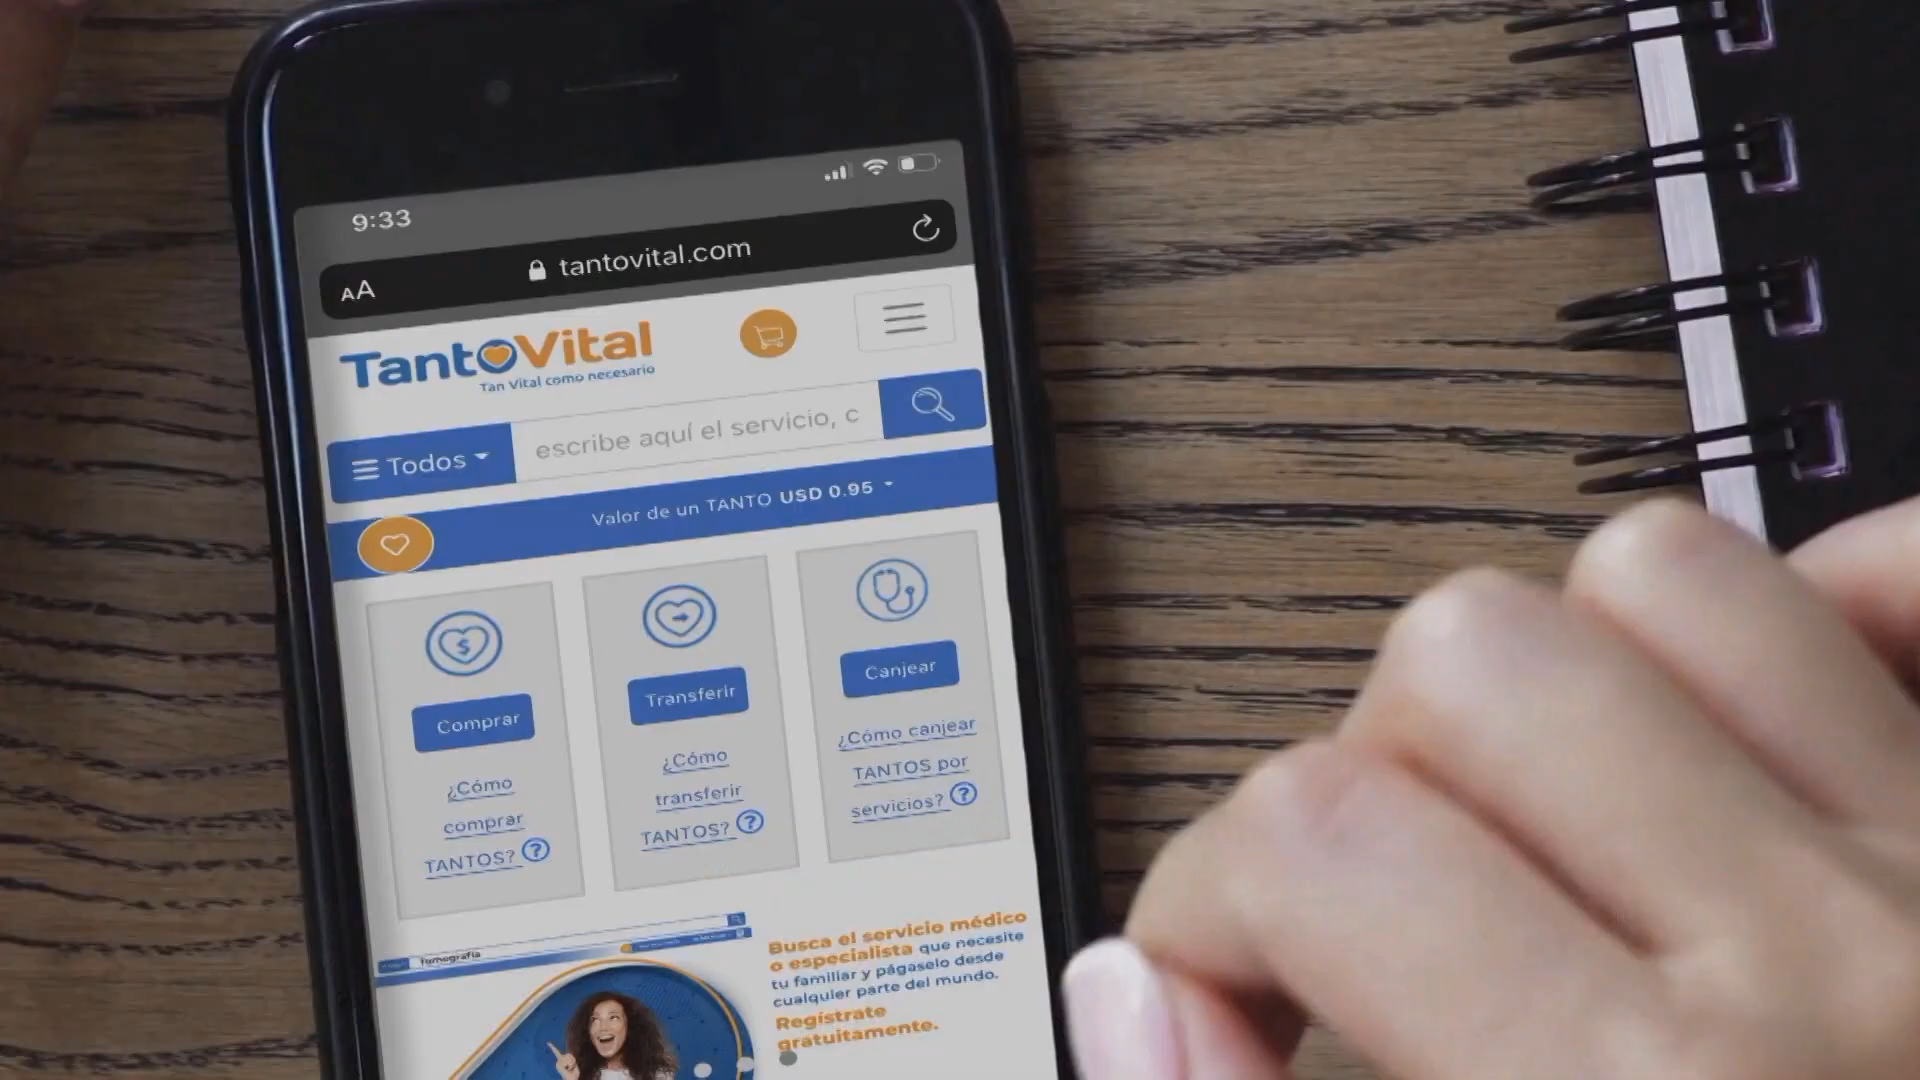 9:33
AA
tantovital.com
TantoVital
Tan Vital como necesario
Todos
escribe aquí el servicio, c
Valor de un TANTO USD 0.95
Comprar
¿Cómo
comprar
TANTOS?
Transferir
¿Cómo
transferir
TANTOS?
Canjear
¿Cómo canjear
TANTOS por
servicios?
Tomografía
Busca el servicio médico
o especialista que necesite
tu familiar y págaselo desde
cualquier parte del mundo.
Regístrate
gratuitamente.